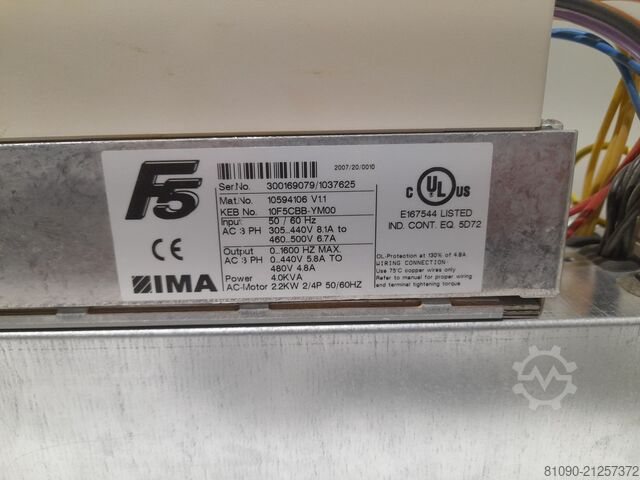 F5
2007/20/0010
Ser.No. 300169079/1037625
Mat.No. 10594106 V1.1
KEB No. 10F5CBB-YM00
Input 50 / 60 Hz
AC 3 PH 305..440V 8.1A to
460..500V 6.7A
Output 0...1600 HZ MAX.
AC 3 PH 0..440V 5.8A TO
480V 4.8A
Power 4.0KVA
AC-Motor 2.2KW 2/4P 50/60HZ
CE
IMA
C UL US
E167544 LISTED
IND. CONT. EQ. 5D72
OL-Protection at 130% of 4.8A
WIRING CONNECTION:
Use 75°C copper wires only
Refer to manual for proper wiring
and terminal tightening torque
81090-21257372